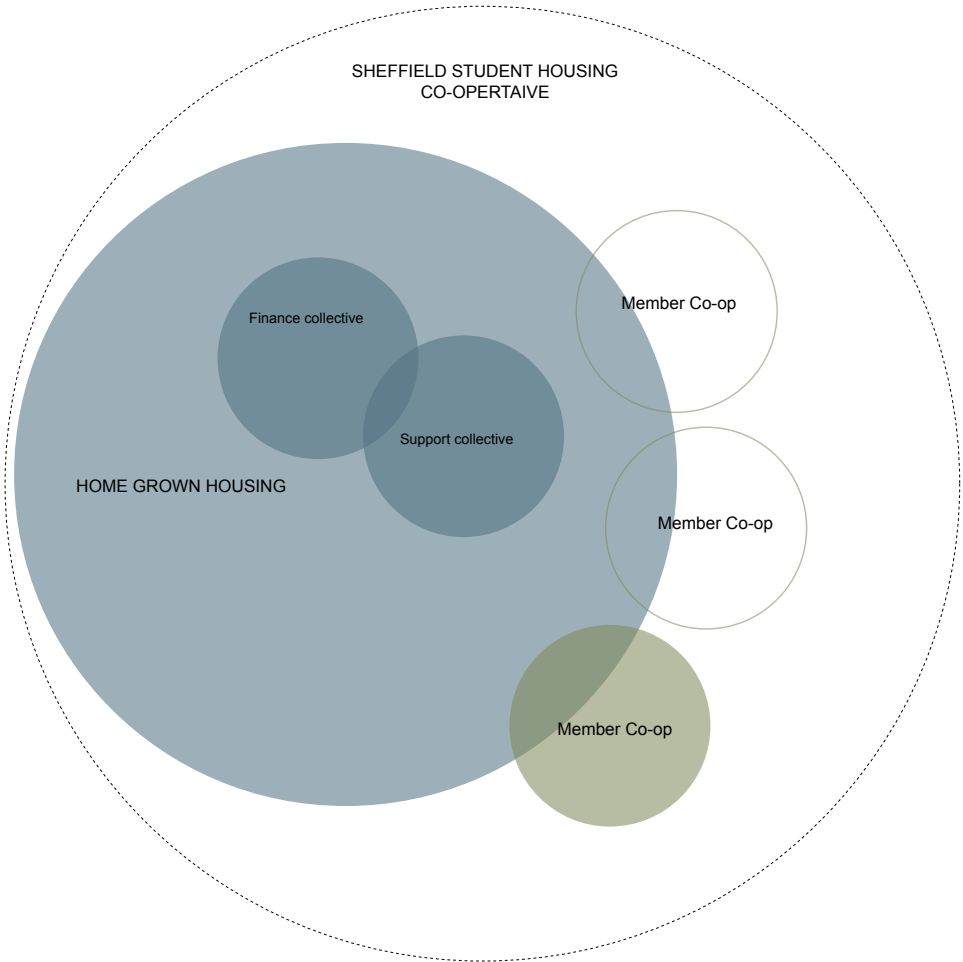 SHEFFIELD STUDENT HOUSING
CO-OPERTAIVE
Member Co-op
Finance collective
Support collective
HOME GROWN HOUSING
Member Co-op
Member Co-op